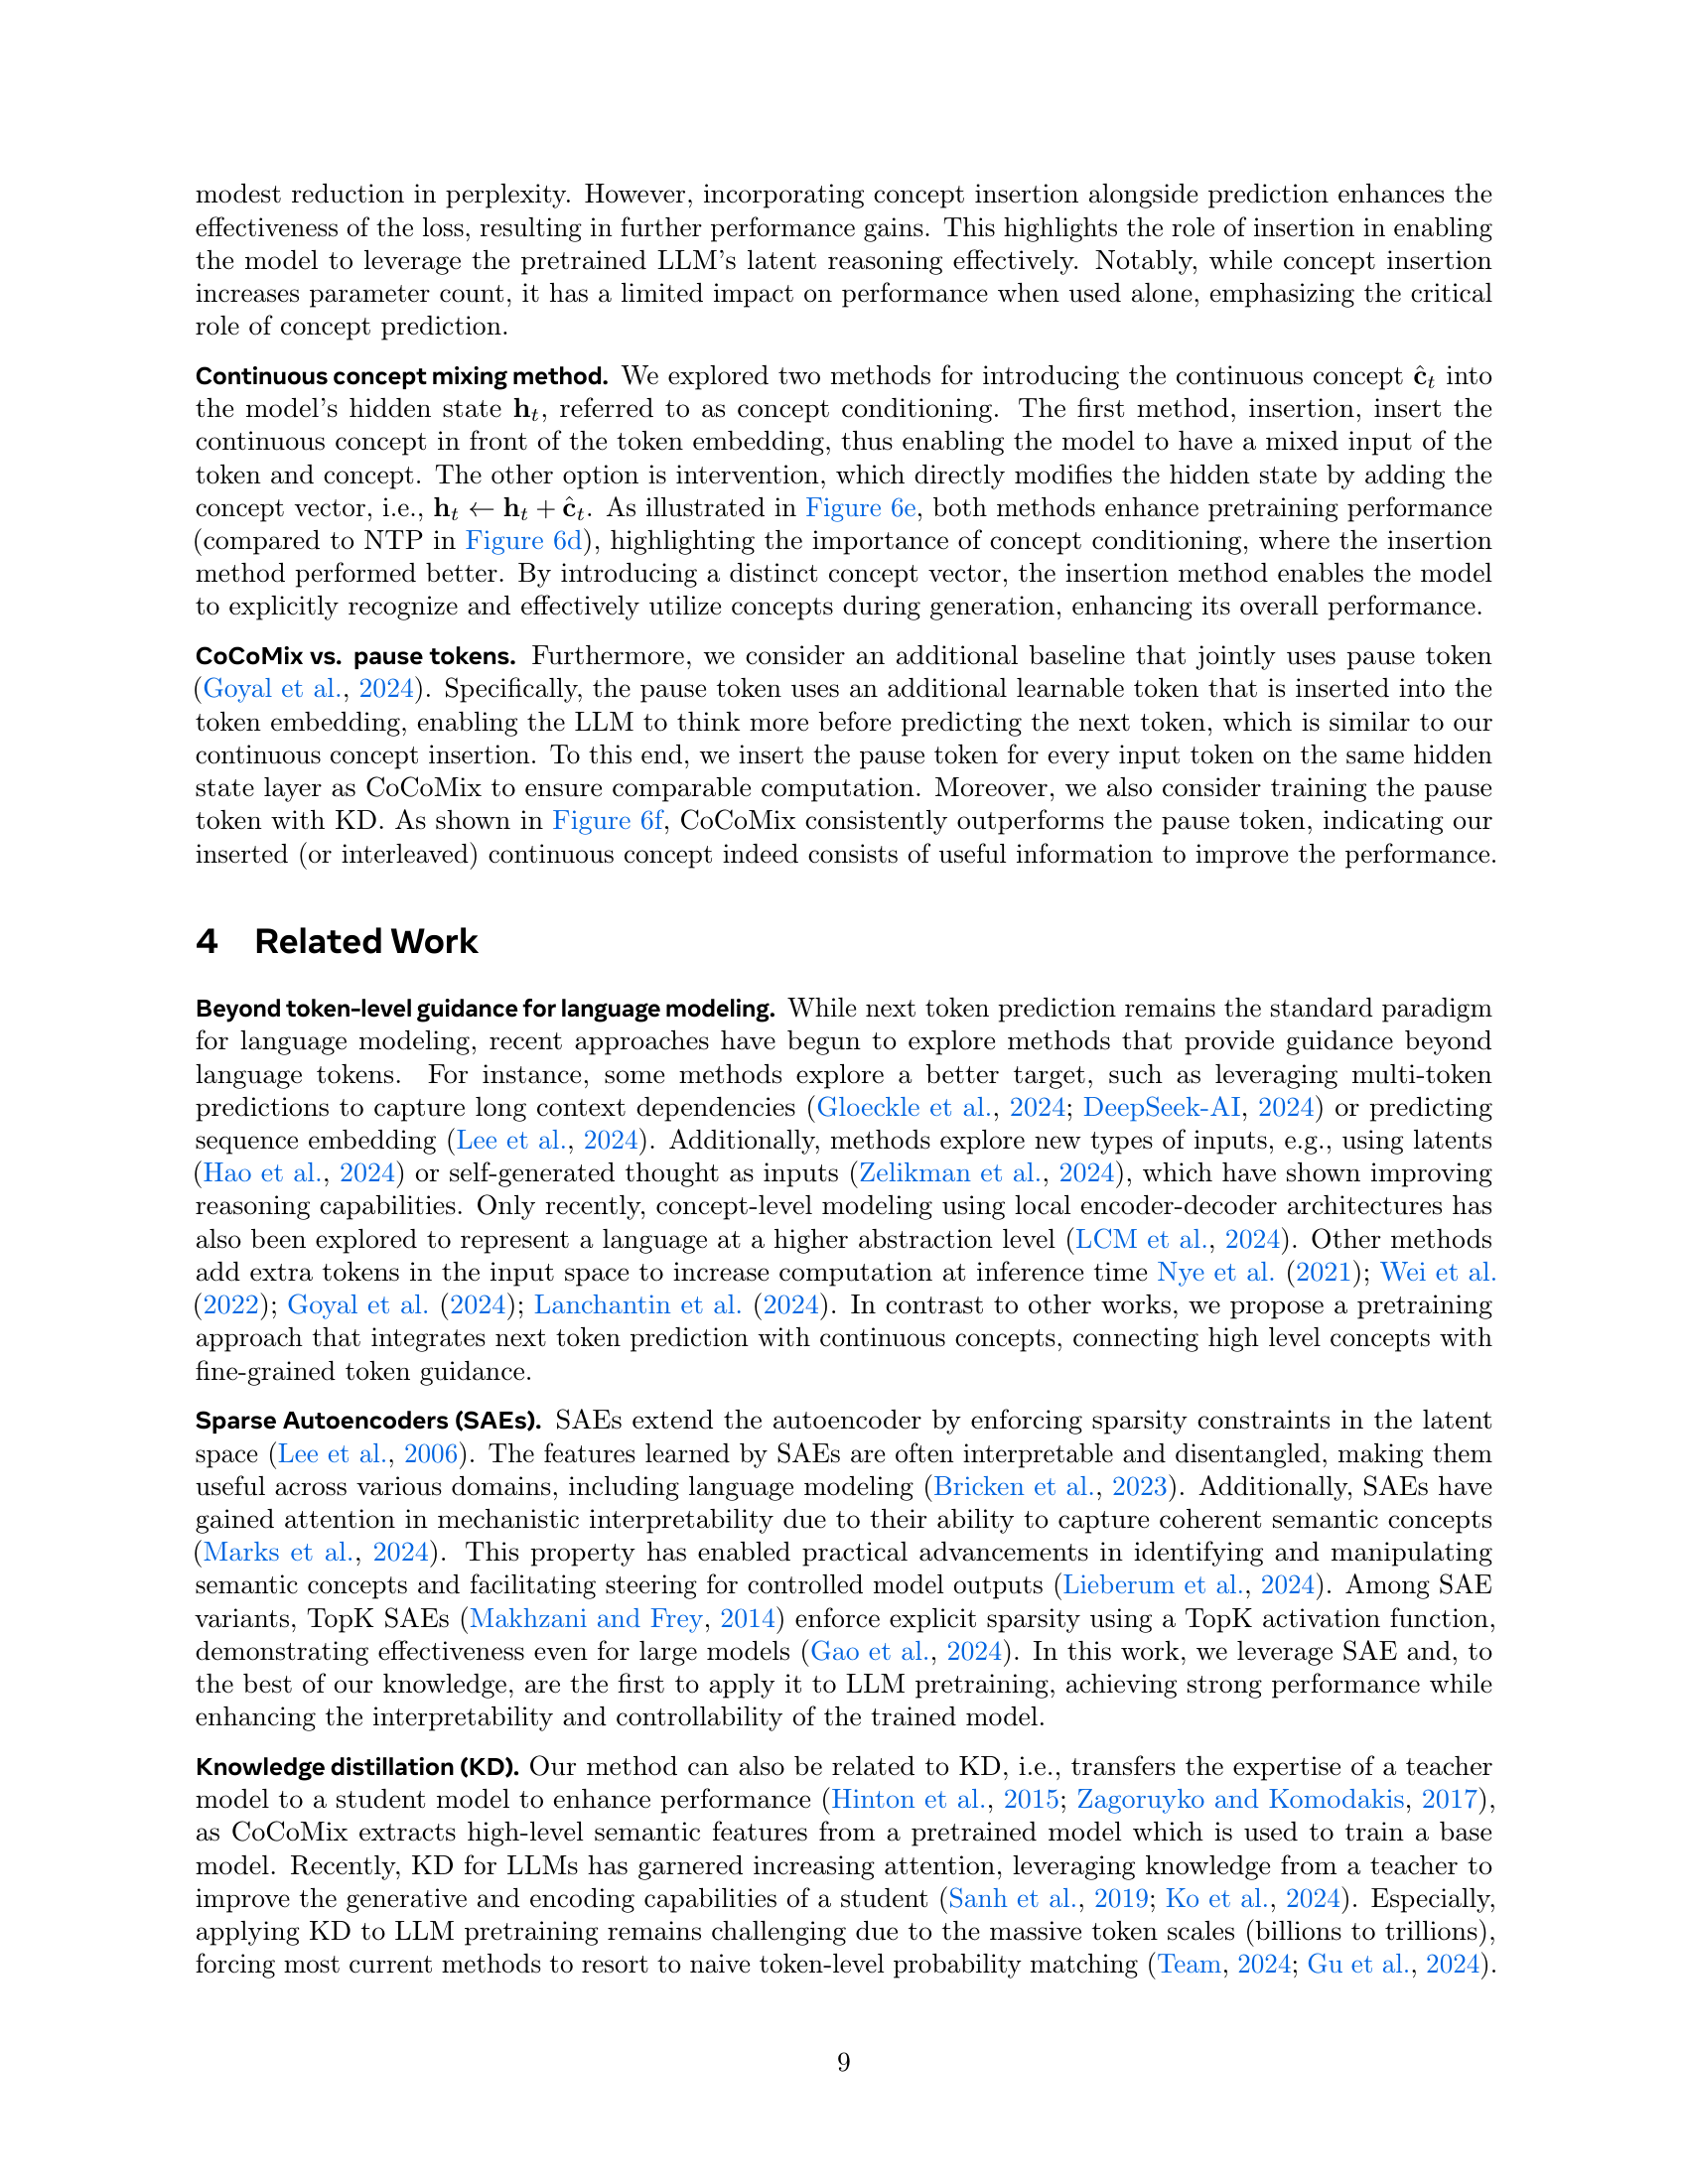 modest reduction in perplexity. However, incorporating concept insertion alongside prediction enhances the
effectiveness of the loss, resulting in further performance gains. This highlights the role of insertion in enabling
the model to leverage the pretrained LLM's latent reasoning effectively. Notably, while concept insertion
increases parameter count, it has a limited impact on performance when used alone, emphasizing the critical
role of concept prediction.
Continuous concept mixing method. We explored two methods for introducing the continuous concept ĉ_t into
the model's hidden state h_t, referred to as concept conditioning. The first method, insertion, insert the
continuous concept in front of the token embedding, thus enabling the model to have a mixed input of the
token and concept. The other option is intervention, which directly modifies the hidden state by adding the
concept vector, i.e., h_t ← h_t + ĉ_t. As illustrated in Figure 6e, both methods enhance pretraining performance
(compared to NTP in Figure 6d), highlighting the importance of concept conditioning, where the insertion
method performed better. By introducing a distinct concept vector, the insertion method enables the model
to explicitly recognize and effectively utilize concepts during generation, enhancing its overall performance.
CoCoMix vs. pause tokens. Furthermore, we consider an additional baseline that jointly uses pause token
(Goyal et al., 2024). Specifically, the pause token uses an additional learnable token that is inserted into the
token embedding, enabling the LLM to think more before predicting the next token, which is similar to our
continuous concept insertion. To this end, we insert the pause token for every input token on the same hidden
state layer as CoCoMix to ensure comparable computation. Moreover, we also consider training the pause
token with KD. As shown in Figure 6f, CoCoMix consistently outperforms the pause token, indicating our
inserted (or interleaved) continuous concept indeed consists of useful information to improve the performance.
4 Related Work
Beyond token-level guidance for language modeling. While next token prediction remains the standard paradigm
for language modeling, recent approaches have begun to explore methods that provide guidance beyond
language tokens. For instance, some methods explore a better target, such as leveraging multi-token
predictions to capture long context dependencies (Gloeckle et al., 2024; DeepSeek-AI, 2024) or predicting
sequence embedding (Lee et al., 2024). Additionally, methods explore new types of inputs, e.g., using latents
(Hao et al., 2024) or self-generated thought as inputs (Zelikman et al., 2024), which have shown improving
reasoning capabilities. Only recently, concept-level modeling using local encoder-decoder architectures has
also been explored to represent a language at a higher abstraction level (LCM et al., 2024). Other methods
add extra tokens in the input space to increase computation at inference time Nye et al. (2021); Wei et al.
(2022); Goyal et al. (2024); Lanchantin et al. (2024). In contrast to other works, we propose a pretraining
approach that integrates next token prediction with continuous concepts, connecting high level concepts with
fine-grained token guidance.
Sparse Autoencoders (SAEs). SAEs extend the autoencoder by enforcing sparsity constraints in the latent
space (Lee et al., 2006). The features learned by SAEs are often interpretable and disentangled, making them
useful across various domains, including language modeling (Bricken et al., 2023). Additionally, SAEs have
gained attention in mechanistic interpretability due to their ability to capture coherent semantic concepts
(Marks et al., 2024). This property has enabled practical advancements in identifying and manipulating
semantic concepts and facilitating steering for controlled model outputs (Lieberum et al., 2024). Among SAE
variants, TopK SAEs (Makhzani and Frey, 2014) enforce explicit sparsity using a TopK activation function,
demonstrating effectiveness even for large models (Gao et al., 2024). In this work, we leverage SAE and, to
the best of our knowledge, are the first to apply it to LLM pretraining, achieving strong performance while
enhancing the interpretability and controllability of the trained model.
Knowledge distillation (KD). Our method can also be related to KD, i.e., transfers the expertise of a teacher
model to a student model to enhance performance (Hinton et al., 2015; Zagoruyko and Komodakis, 2017),
as CoCoMix extracts high-level semantic features from a pretrained model which is used to train a base
model. Recently, KD for LLMs has garnered increasing attention, leveraging knowledge from a teacher to
improve the generative and encoding capabilities of a student (Sanh et al., 2019; Ko et al., 2024). Especially,
applying KD to LLM pretraining remains challenging due to the massive token scales (billions to trillions),
forcing most current methods to resort to naive token-level probability matching (Team, 2024; Gu et al., 2024).
9